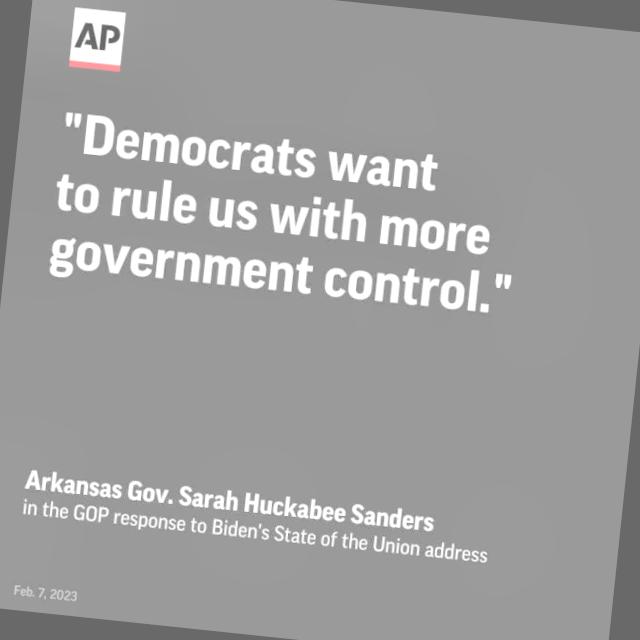 AP
"Democrats want
to rule us with more
government control."
Arkansas Gov. Sarah Huckabee Sanders
in the GOP response to Biden's State of the Union address
Feb. 7, 2023